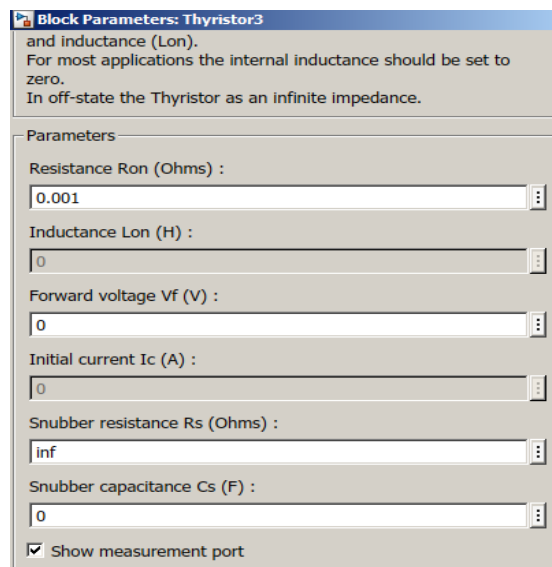 Block Parameters: Thyristor3
and inductance (Lon).
For most applications the internal inductance should be set to
zero.
In off-state the Thyristor as an infinite impedance.
Parameters
Resistance Ron (Ohms) :
0.001
Inductance Lon (H) :
0
Forward voltage Vf (V) :
0
Initial current Ic (A) :
0
Snubber resistance Rs (Ohms) :
inf
Snubber capacitance Cs (F) :
0
Show measurement port